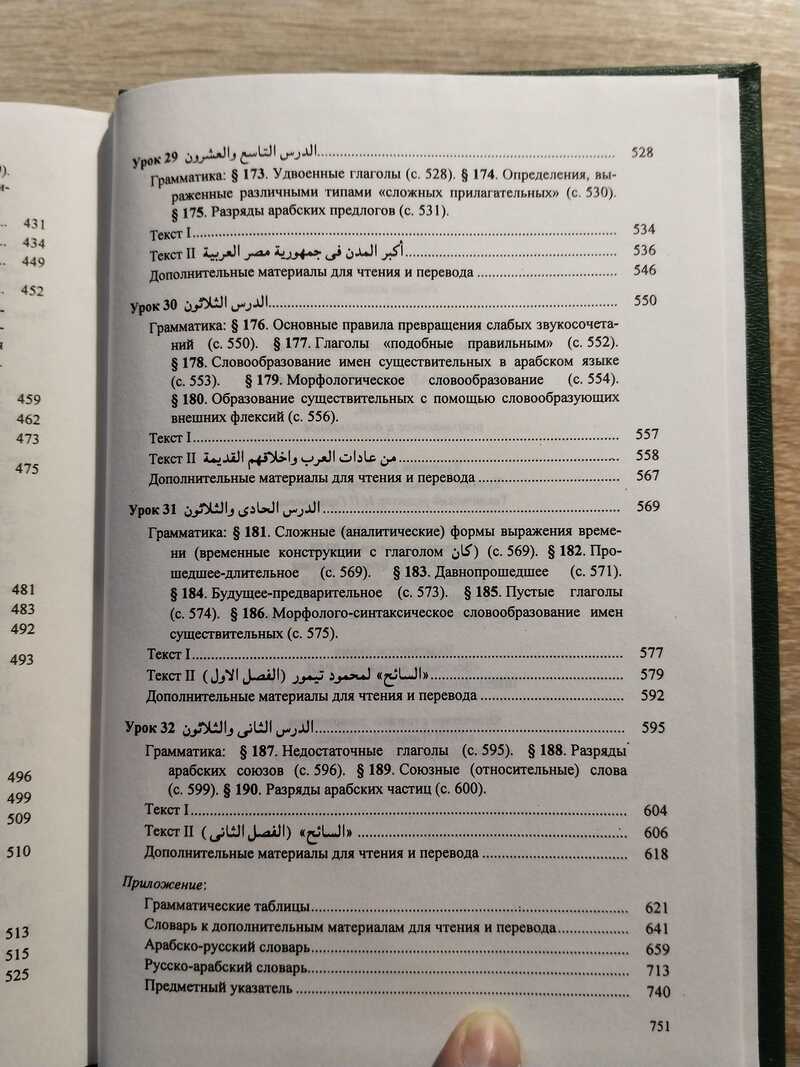 ).
и-
431
434
449
452
459
462
473
475
481
483
492
493
496
499
509
510
513
515
525
Урок 29 الدرس التاسع والعشرون........................................ 528
Грамматика: § 173. Удвоенные глаголы (с. 528). § 174. Определения, вы-
раженные различными типами «сложных прилагательных» (с. 530).
§ 175. Разряды арабских предлогов (с. 531).
Текст I........................................ 534
Текст II أكبر المدن فى جمهورية مصر العربية........................................ 536
Дополнительные материалы для чтения и перевода ........................................ 546
Урок 30 الدرس الثلاثون........................................ 550
Грамматика: § 176. Основные правила превращения слабых звукосочета-
ний (с. 550). § 177. Глаголы «подобные правильным» (с. 552).
§ 178. Словообразование имен существительных в арабском языке
(с. 553). § 179. Морфологическое словообразование (с. 554).
§ 180. Образование существительных с помощью словообразующих
внешних флексий (с. 556).
Текст I........................................ 557
Текст II من عادات العرب واخلاقهم القديمة........................................ 558
Дополнительные материалы для чтения и перевода........................................ 567
Урок 31 الدرس الحادى والثلاثون........................................ 569
Грамматика: § 181. Сложные (аналитические) формы выражения време-
ни (временные конструкции с глаголом كان) (с. 569). § 182. Про-
шедшее-длительное (с. 569). § 183. Давнопрошедшее (с. 571).
§ 184. Будущее-предварительное (с. 573). § 185. Пустые глаголы
(с. 574). § 186. Морфолого-синтаксическое словообразование имен
существительных (с. 575).
Текст I........................................ 577
Текст II «السائح» لمحمود تيمور (الفصل الاول)........................................ 579
Дополнительные материалы для чтения и перевода........................................ 592
Урок 32 الدرس الثانى والثلاثون........................................ 595
Грамматика: § 187. Недостаточные глаголы (с. 595). § 188. Разряды
арабских союзов (с. 596). § 189. Союзные (относительные) слова
(с. 599). § 190. Разряды арабских частиц (с. 600).
Текст I........................................ 604
Текст II «السائح» (الفصل الثانى) ........................................ 606
Дополнительные материалы для чтения и перевода........................................ 618
Приложение:
Грамматические таблицы........................................ 621
Словарь к дополнительным материалам для чтения и перевода........................................ 641
Арабско-русский словарь........................................ 659
Русско-арабский словарь........................................ 713
Предметный указатель ........................................ 740
751